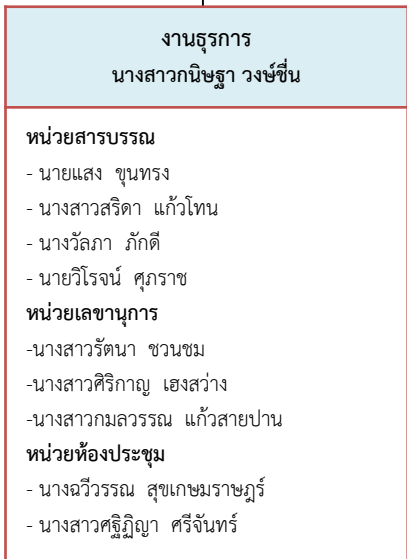 งานธุรการ
นางสาวกนิษฐา วงษ์ชื่น
หน่วยสารบรรณ
- นายแสง ขุนทรง
- นางสาวสริดา แก้วโทน
- นางวัลภา ภักดี
- นายวิโรจน์ ศุภราช
หน่วยเลขานุการ
-นางสาวรัตนา ชวนชม
-นางสาวศิริกาญ เฮงสว่าง
-นางสาวกมลวรรณ แก้วสายปาน
หน่วยห้องประชุม
- นางฉวีวรรณ สุขเกษมราษฎร์
- นางสาวศฐิฏิญา ศรีจันทร์